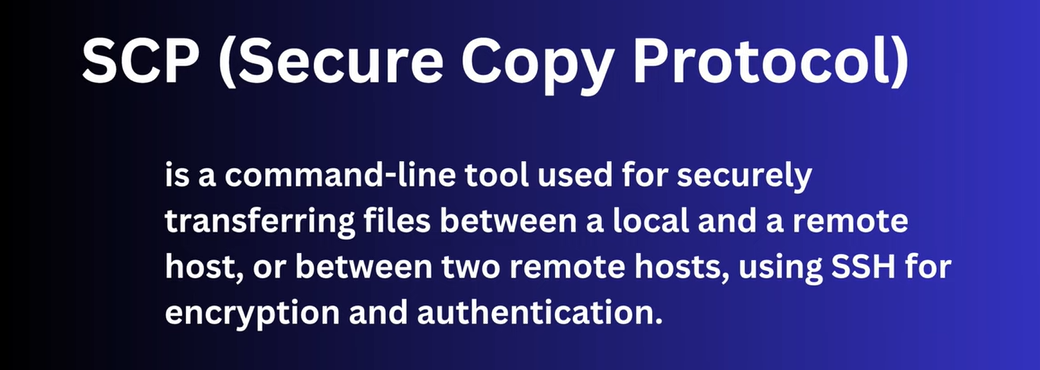 SCP (Secure Copy Protocol)
is a command-line tool used for securely
transferring files between a local and a remote
host, or between two remote hosts, using SSH for
encryption and authentication.